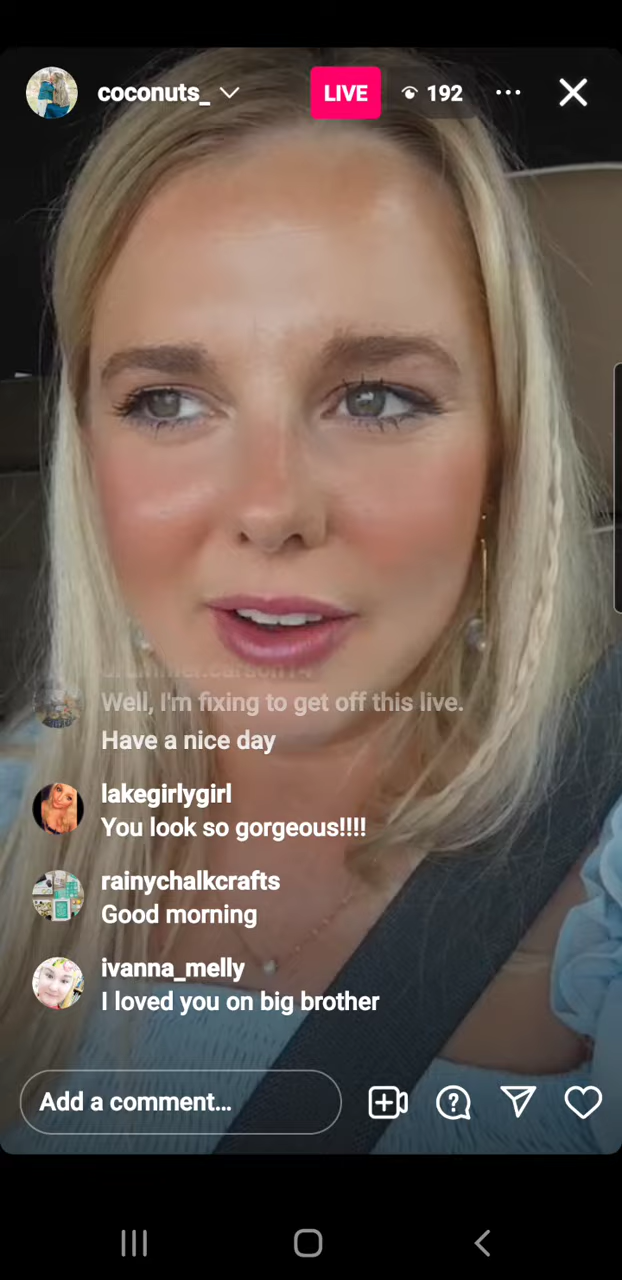 coconuts_
LIVE
192
Well, I'm fixing to get off this live.
Have a nice day
lakegirlygirl
You look so gorgeous!!!!
rainychalkcrafts
Good morning
ivanna_melly
I loved you on big brother
Add a comment...